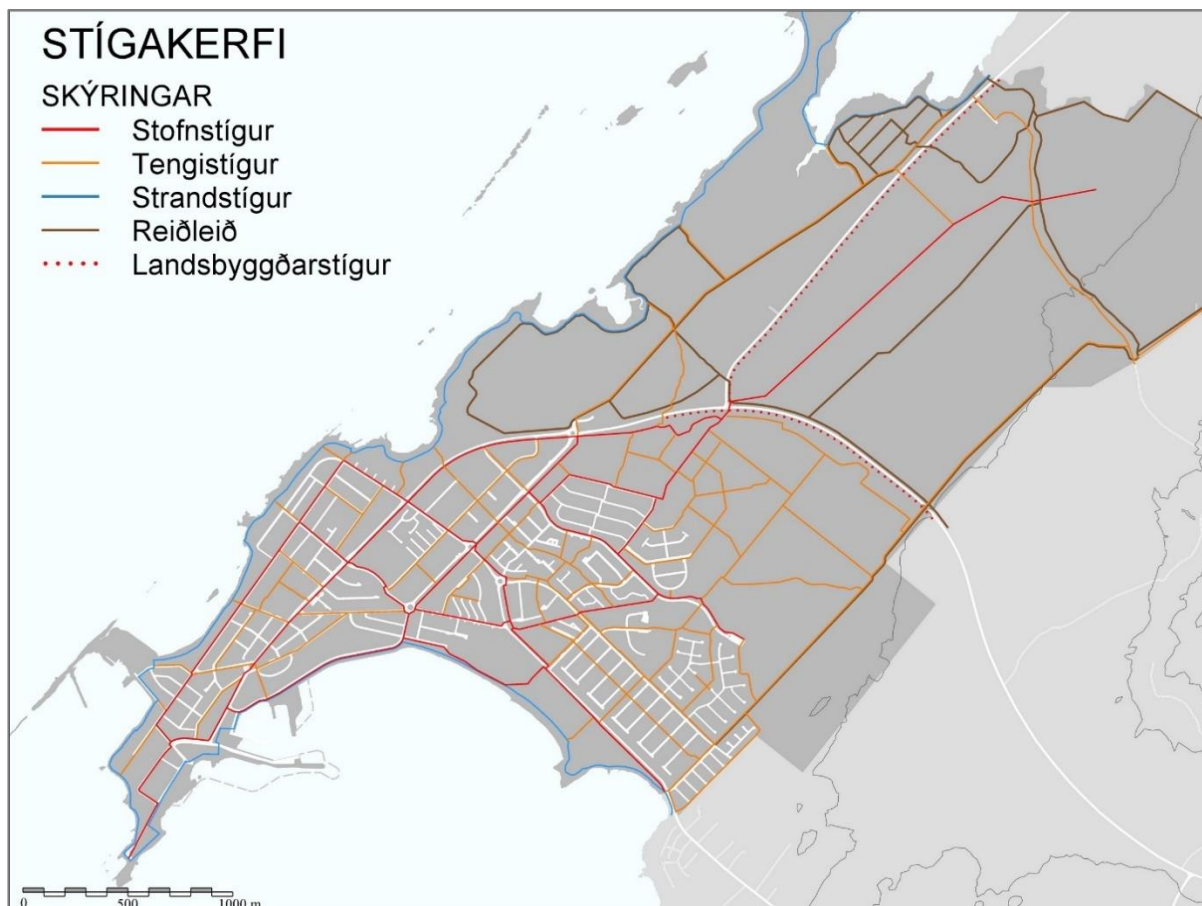 STÍGAKERFI
SKÝRINGAR
Stofnstígur
Tengistígur
Strandstígur
Reiðleið
Landsbyggðarstígur
0 500 1000 m